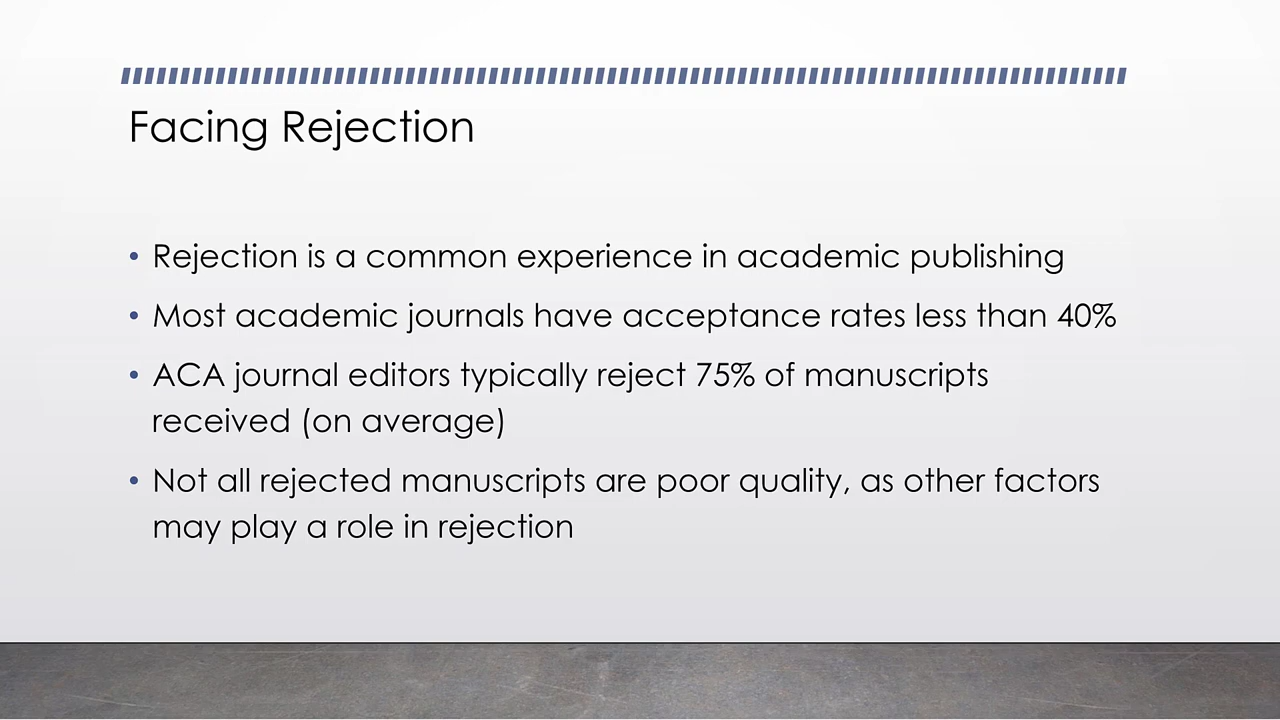 Facing Rejection
• Rejection is a common experience in academic publishing
• Most academic journals have acceptance rates less than 40%
• ACA journal editors typically reject 75% of manuscripts
received (on average)
• Not all rejected manuscripts are poor quality, as other factors
may play a role in rejection